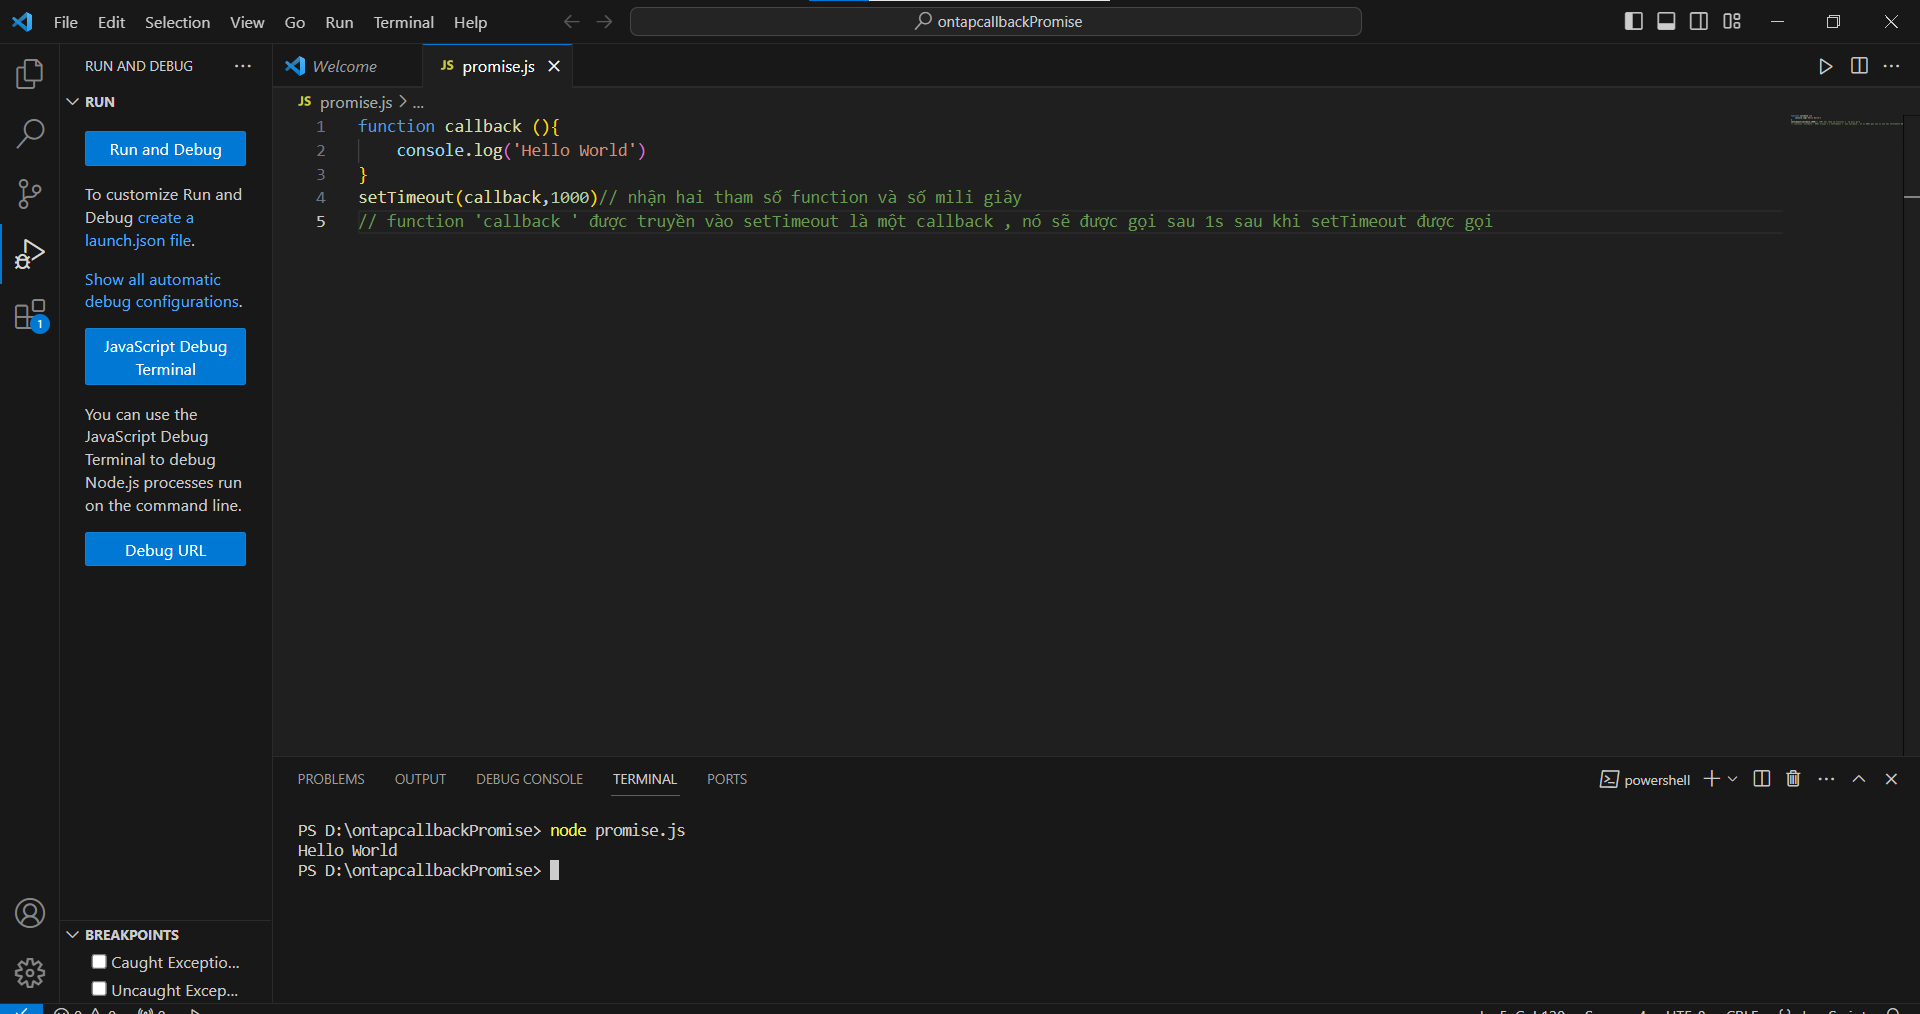 File Edit Selection View Go Run Terminal Help
ontapcallbackPromise
RUN AND DEBUG ···
RUN
Run and Debug
To customize Run and
Debug create a
launch.json file.
Show all automatic
debug configurations.
JavaScript Debug
Terminal
You can use the
JavaScript Debug
Terminal to debug
Node.js processes run
on the command line.
Debug URL
1
BREAKPOINTS
Caught Exceptio...
Uncaught Excep...
Welcome
JS promise.js
JS promise.js > ...
1 function callback (){
2 console.log('Hello World')
3 }
4 setTimeout(callback,1000)// nhận hai tham số function và số mili giây
5 // function 'callback ' được truyền vào setTimeout là một callback , nó sẽ được gọi sau 1s sau khi setTimeout được gọi
PROBLEMS OUTPUT DEBUG CONSOLE TERMINAL PORTS
powershell
PS D:\ontapcallbackPromise> node promise.js
Hello World
PS D:\ontapcallbackPromise>